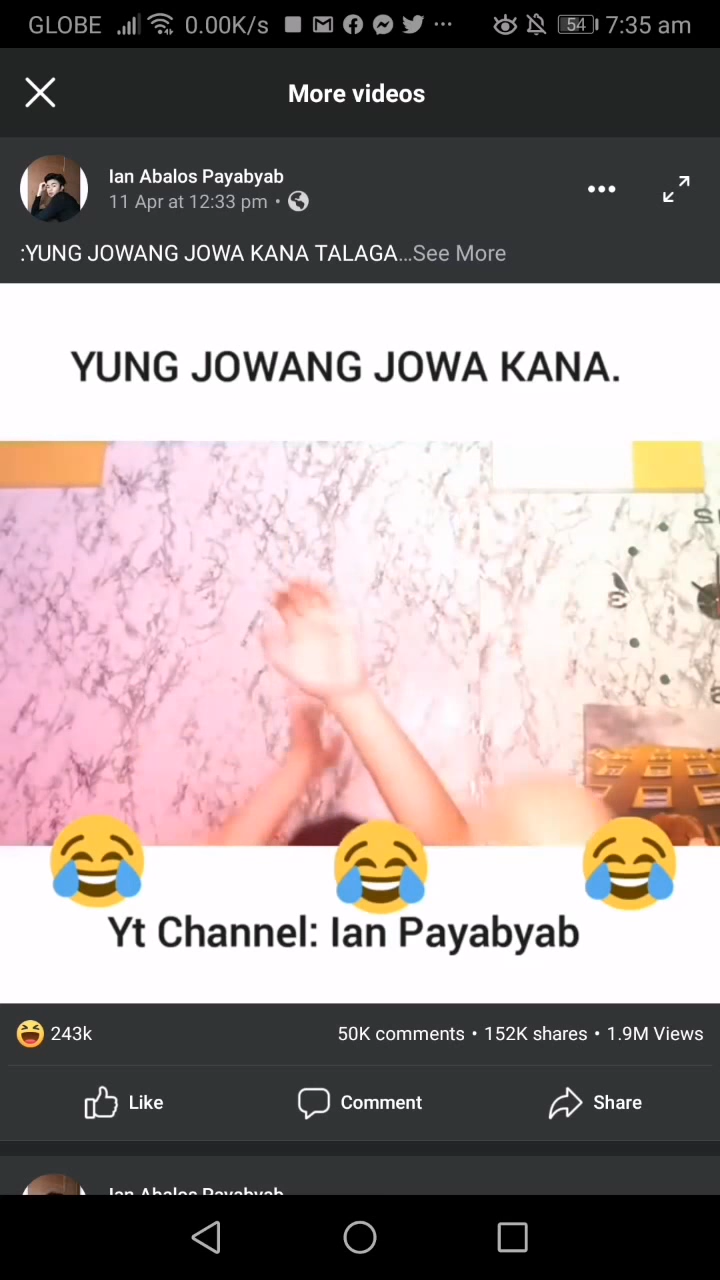 GLOBE 0.00K/s ... 54 7:35 am
More videos
Ian Abalos Payabyab
11 Apr at 12:33 pm •
:YUNG JOWANG JOWA KANA TALAGA...See More
YUNG JOWANG JOWA KANA.
Yt Channel: Ian Payabyab
243k 50K comments • 152K shares • 1.9M Views
Like Comment Share
Ian Abalos Payabyab